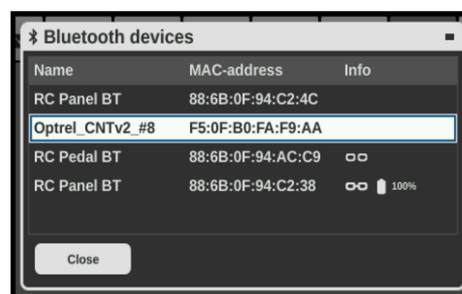 Bluetooth devices
Name MAC-address Info
RC Panel BT 88:6B:0F:94:C2:4C
Optrel_CNTv2_#8 F5:0F:B0:FA:F9:AA
RC Pedal BT 88:6B:0F:94:AC:C9
RC Panel BT 88:6B:0F:94:C2:38 100%
Close